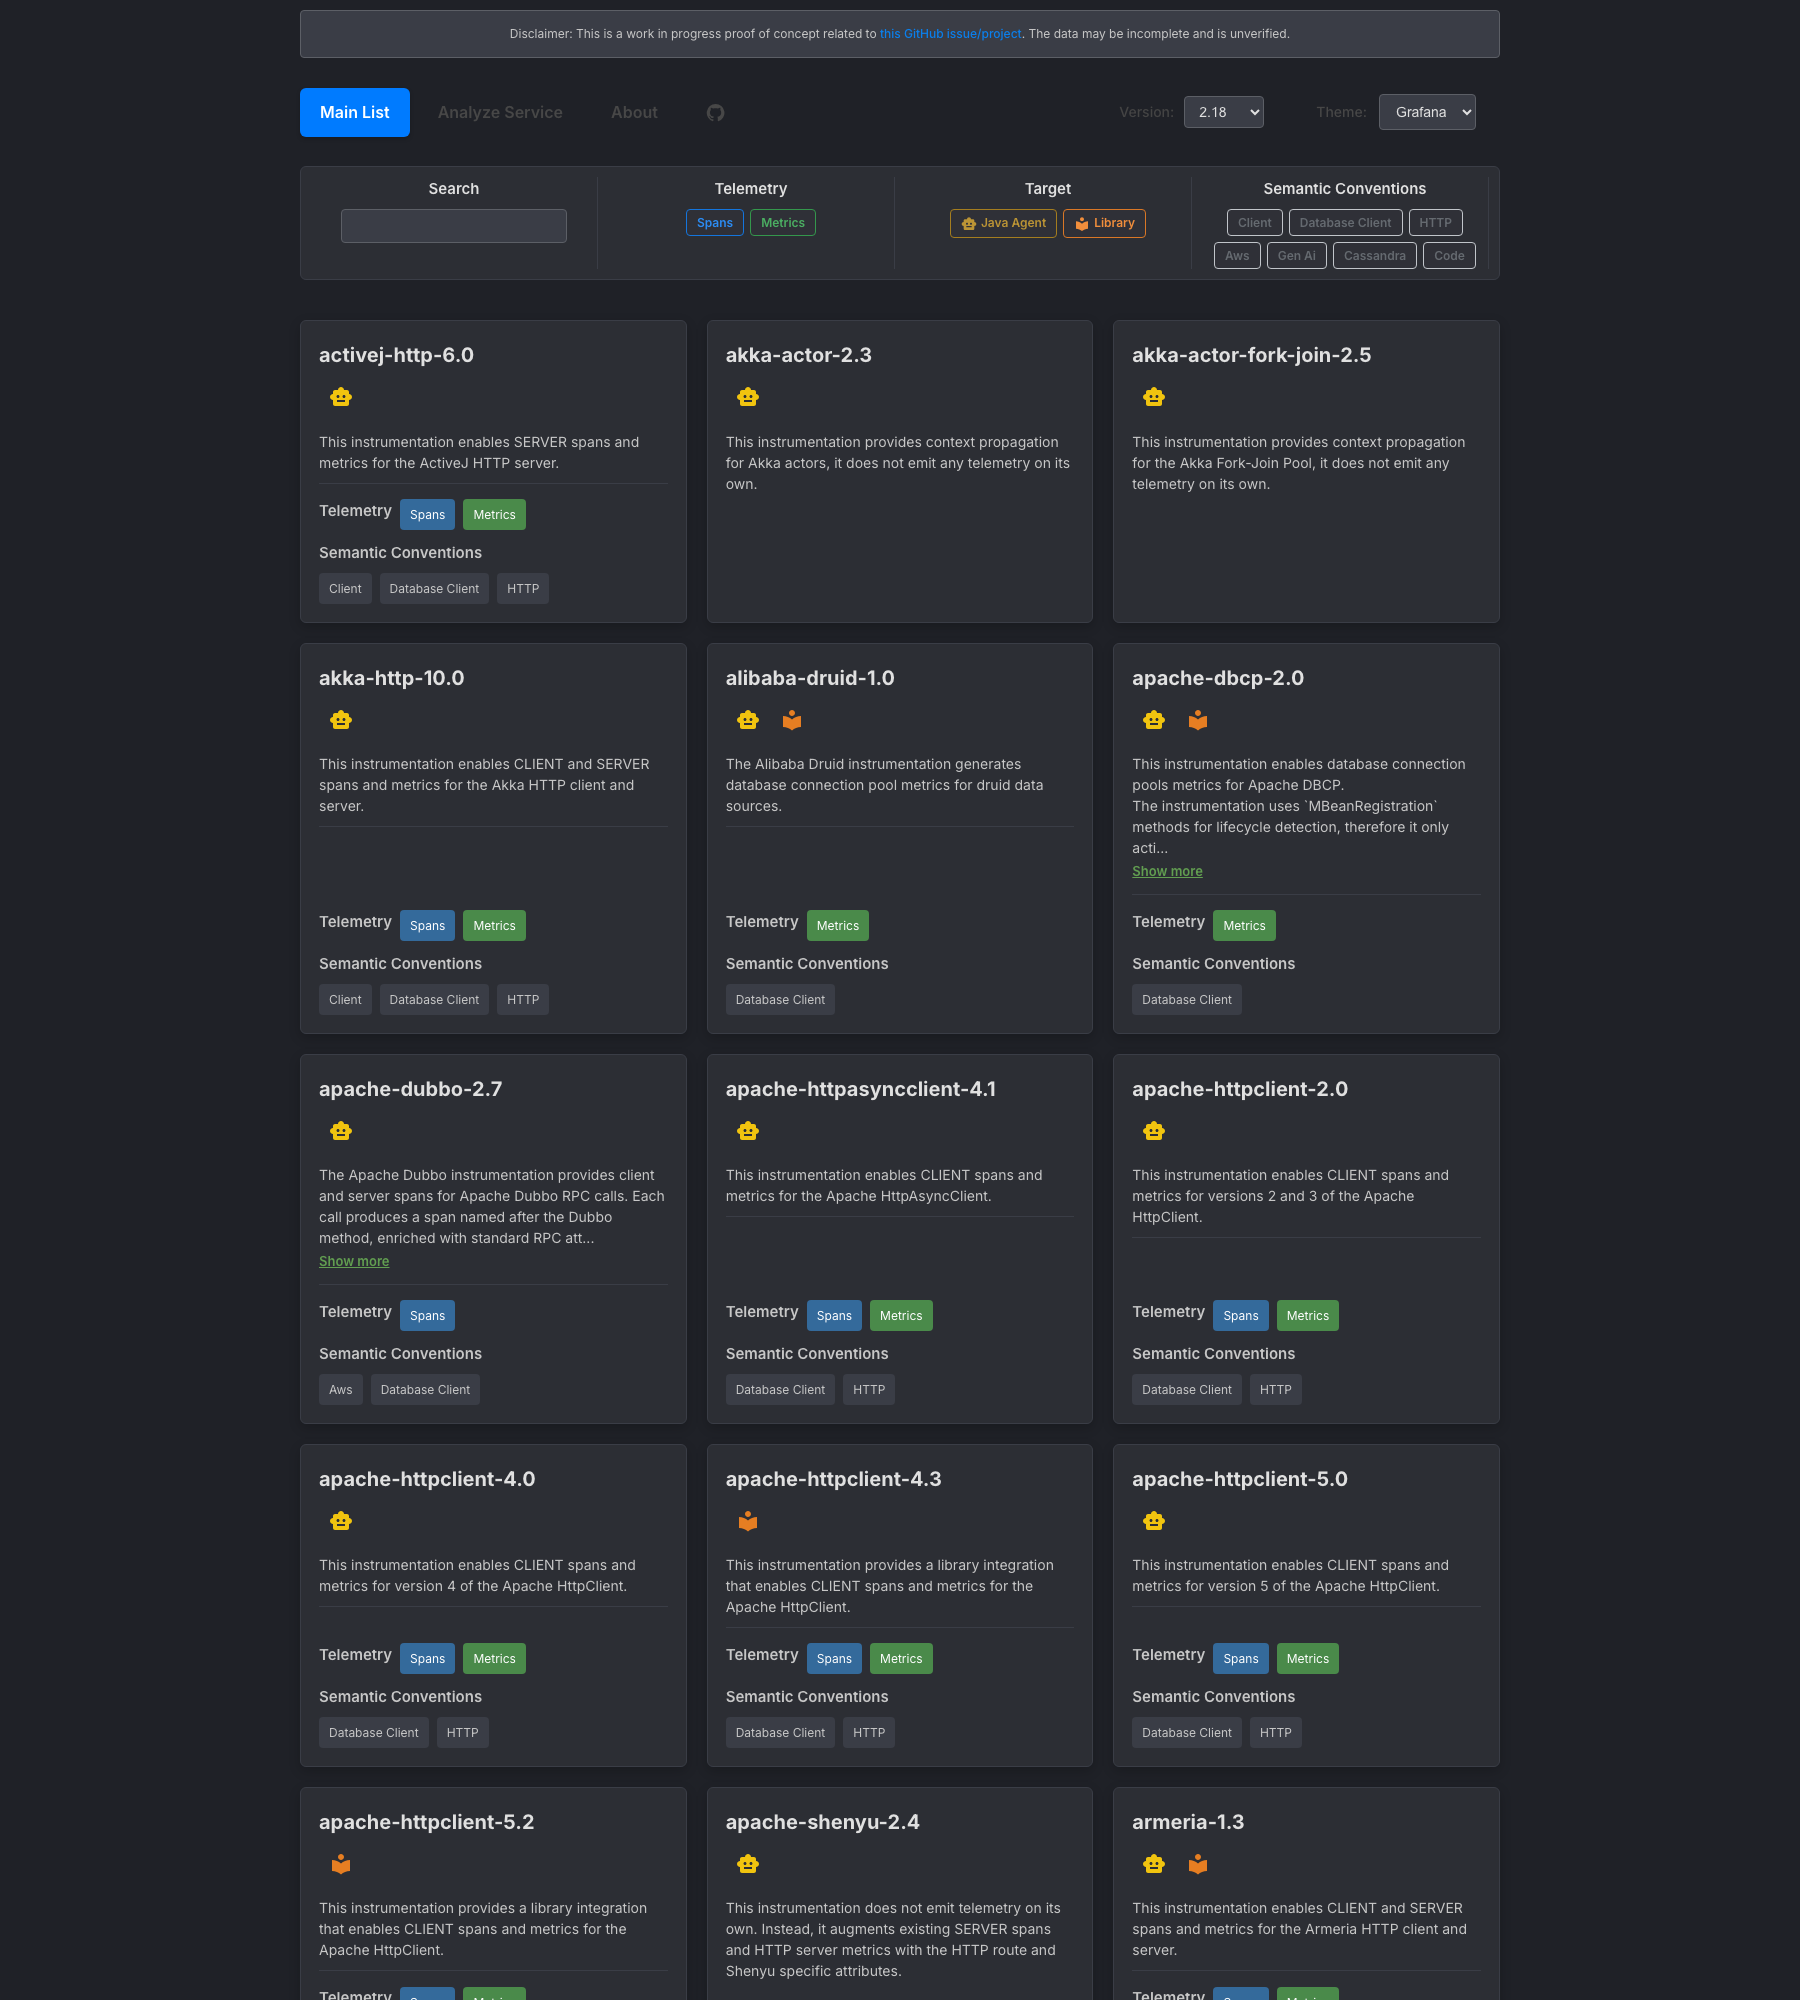 Disclaimer: This is a work in progress proof of concept related to this GitHub issue/project. The data may be incomplete and is unverified.
Main List
Analyze Service
About
Version:
2.18
Theme:
Grafana
Search
Telemetry
Spans
Metrics
Target
Java Agent
Library
Semantic Conventions
Client
Database Client
HTTP
Aws
Gen Ai
Cassandra
Code
activej-http-6.0
This instrumentation enables SERVER spans and
metrics for the ActiveJ HTTP server.
Telemetry
Spans
Metrics
Semantic Conventions
Client
Database Client
HTTP
akka-actor-2.3
This instrumentation provides context propagation
for Akka actors, it does not emit any telemetry on its
own.
akka-actor-fork-join-2.5
This instrumentation provides context propagation
for the Akka Fork-Join Pool, it does not emit any
telemetry on its own.
akka-http-10.0
This instrumentation enables CLIENT and SERVER
spans and metrics for the Akka HTTP client and
server.
Telemetry
Spans
Metrics
Semantic Conventions
Client
Database Client
HTTP
alibaba-druid-1.0
The Alibaba Druid instrumentation generates
database connection pool metrics for druid data
sources.
Telemetry
Metrics
Semantic Conventions
Database Client
apache-dbcp-2.0
This instrumentation enables database connection
pools metrics for Apache DBCP.
The instrumentation uses `MBeanRegistration`
methods for lifecycle detection, therefore it only
acti...
Show more
Telemetry
Metrics
Semantic Conventions
Database Client
apache-dubbo-2.7
The Apache Dubbo instrumentation provides client
and server spans for Apache Dubbo RPC calls. Each
call produces a span named after the Dubbo
method, enriched with standard RPC att...
Show more
Telemetry
Spans
Semantic Conventions
Aws
Database Client
apache-httpasyncclient-4.1
This instrumentation enables CLIENT spans and
metrics for the Apache HttpAsyncClient.
Telemetry
Spans
Metrics
Semantic Conventions
Database Client
HTTP
apache-httpclient-2.0
This instrumentation enables CLIENT spans and
metrics for versions 2 and 3 of the Apache
HttpClient.
Telemetry
Spans
Metrics
Semantic Conventions
Database Client
HTTP
apache-httpclient-4.0
This instrumentation enables CLIENT spans and
metrics for version 4 of the Apache HttpClient.
Telemetry
Spans
Metrics
Semantic Conventions
Database Client
HTTP
apache-httpclient-4.3
This instrumentation provides a library integration
that enables CLIENT spans and metrics for the
Apache HttpClient.
Telemetry
Spans
Metrics
Semantic Conventions
Database Client
HTTP
apache-httpclient-5.0
This instrumentation enables CLIENT spans and
metrics for version 5 of the Apache HttpClient.
Telemetry
Spans
Metrics
Semantic Conventions
Database Client
HTTP
apache-httpclient-5.2
This instrumentation provides a library integration
that enables CLIENT spans and metrics for the
Apache HttpClient.
Telemetry
apache-shenyu-2.4
This instrumentation does not emit telemetry on its
own. Instead, it augments existing SERVER spans
and HTTP server metrics with the HTTP route and
Shenyu specific attributes.
armeria-1.3
This instrumentation enables CLIENT and SERVER
spans and metrics for the Armeria HTTP client and
server.
Telemetry